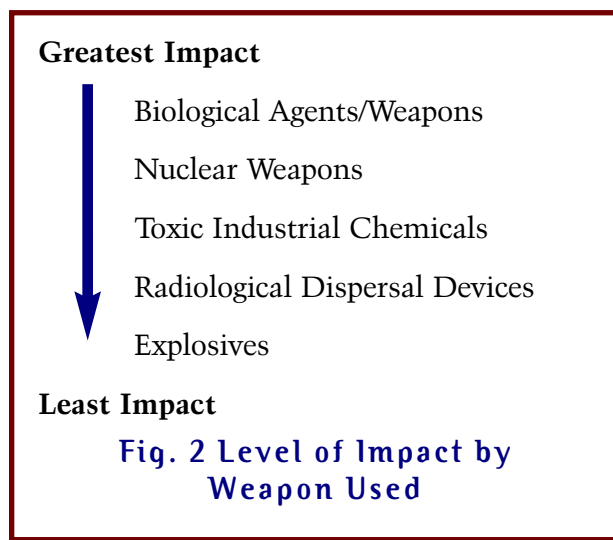 Greatest Impact
Biological Agents/Weapons
Nuclear Weapons
Toxic Industrial Chemicals
Radiological Dispersal Devices
Explosives
Least Impact
Fig. 2 Level of Impact by
Weapon Used